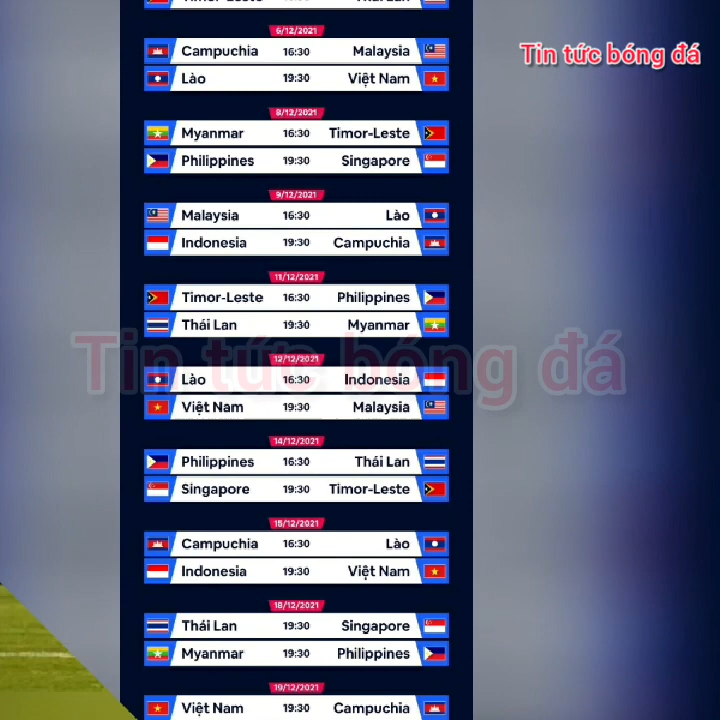 Timor-Leste Thái Lan
6/12/2021
Tin tức bóng đá
Campuchia 16:30 Malaysia
Lào 19:30 Việt Nam
8/12/2021
Myanmar 16:30 Timor-Leste
Philippines 19:30 Singapore
9/12/2021
Malaysia 16:30 Lào
Indonesia 19:30 Campuchia
11/12/2021
Timor-Leste 16:30 Philippines
Thái Lan 19:30 Myanmar
Tin tức bóng đá
12/12/2021
Lào 16:30 Indonesia
Việt Nam 19:30 Malaysia
14/12/2021
Philippines 16:30 Thái Lan
Singapore 19:30 Timor-Leste
15/12/2021
Campuchia 16:30 Lào
Indonesia 19:30 Việt Nam
18/12/2021
Thái Lan 19:30 Singapore
Myanmar 19:30 Philippines
19/12/2021
Việt Nam 19:30 Campuchia